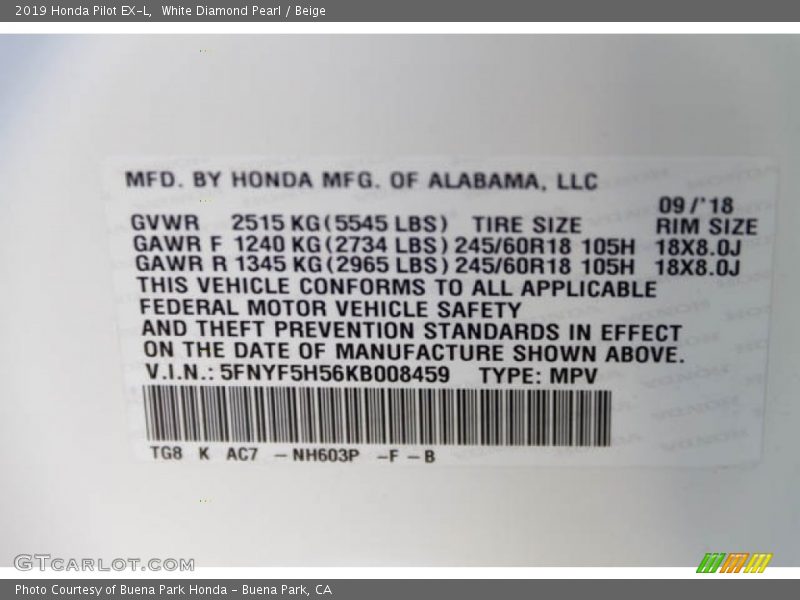 2019 Honda Pilot EX-L, White Diamond Pearl / Beige
MFD. BY HONDA MFG. OF ALABAMA, LLC
09/'18
GVWR 2515 KG (5545 LBS) TIRE SIZE RIM SIZE
GAWR F 1240 KG (2734 LBS) 245/60R18 105H 18X8.0J
GAWR R 1345 KG (2965 LBS) 245/60R18 105H 18X8.0J
THIS VEHICLE CONFORMS TO ALL APPLICABLE
FEDERAL MOTOR VEHICLE SAFETY
AND THEFT PREVENTION STANDARDS IN EFFECT
ON THE DATE OF MANUFACTURE SHOWN ABOVE.
V.I.N.: 5FNYF5H56KB008459 TYPE: MPV
TG8 K AC7 – NH603P –F – B
GTCARLOT.COM
Photo Courtesy of Buena Park Honda - Buena Park, CA